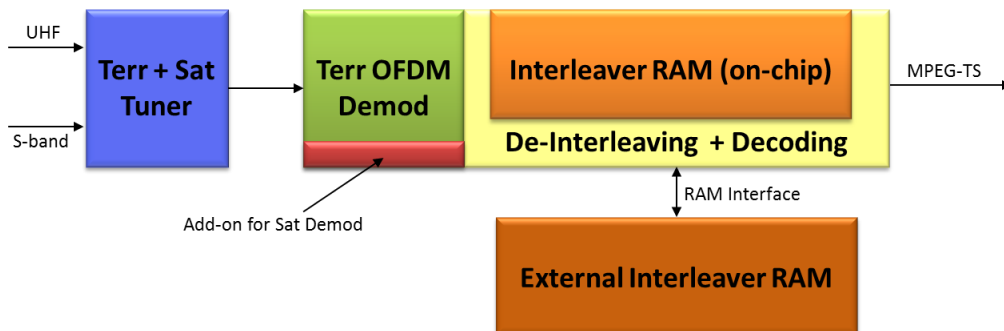 UHF
S-band
Terr + Sat
Tuner
Terr OFDM
Demod
Add-on for Sat Demod
Interleaver RAM (on-chip)
De-Interleaving + Decoding
MPEG-TS
RAM Interface
External Interleaver RAM